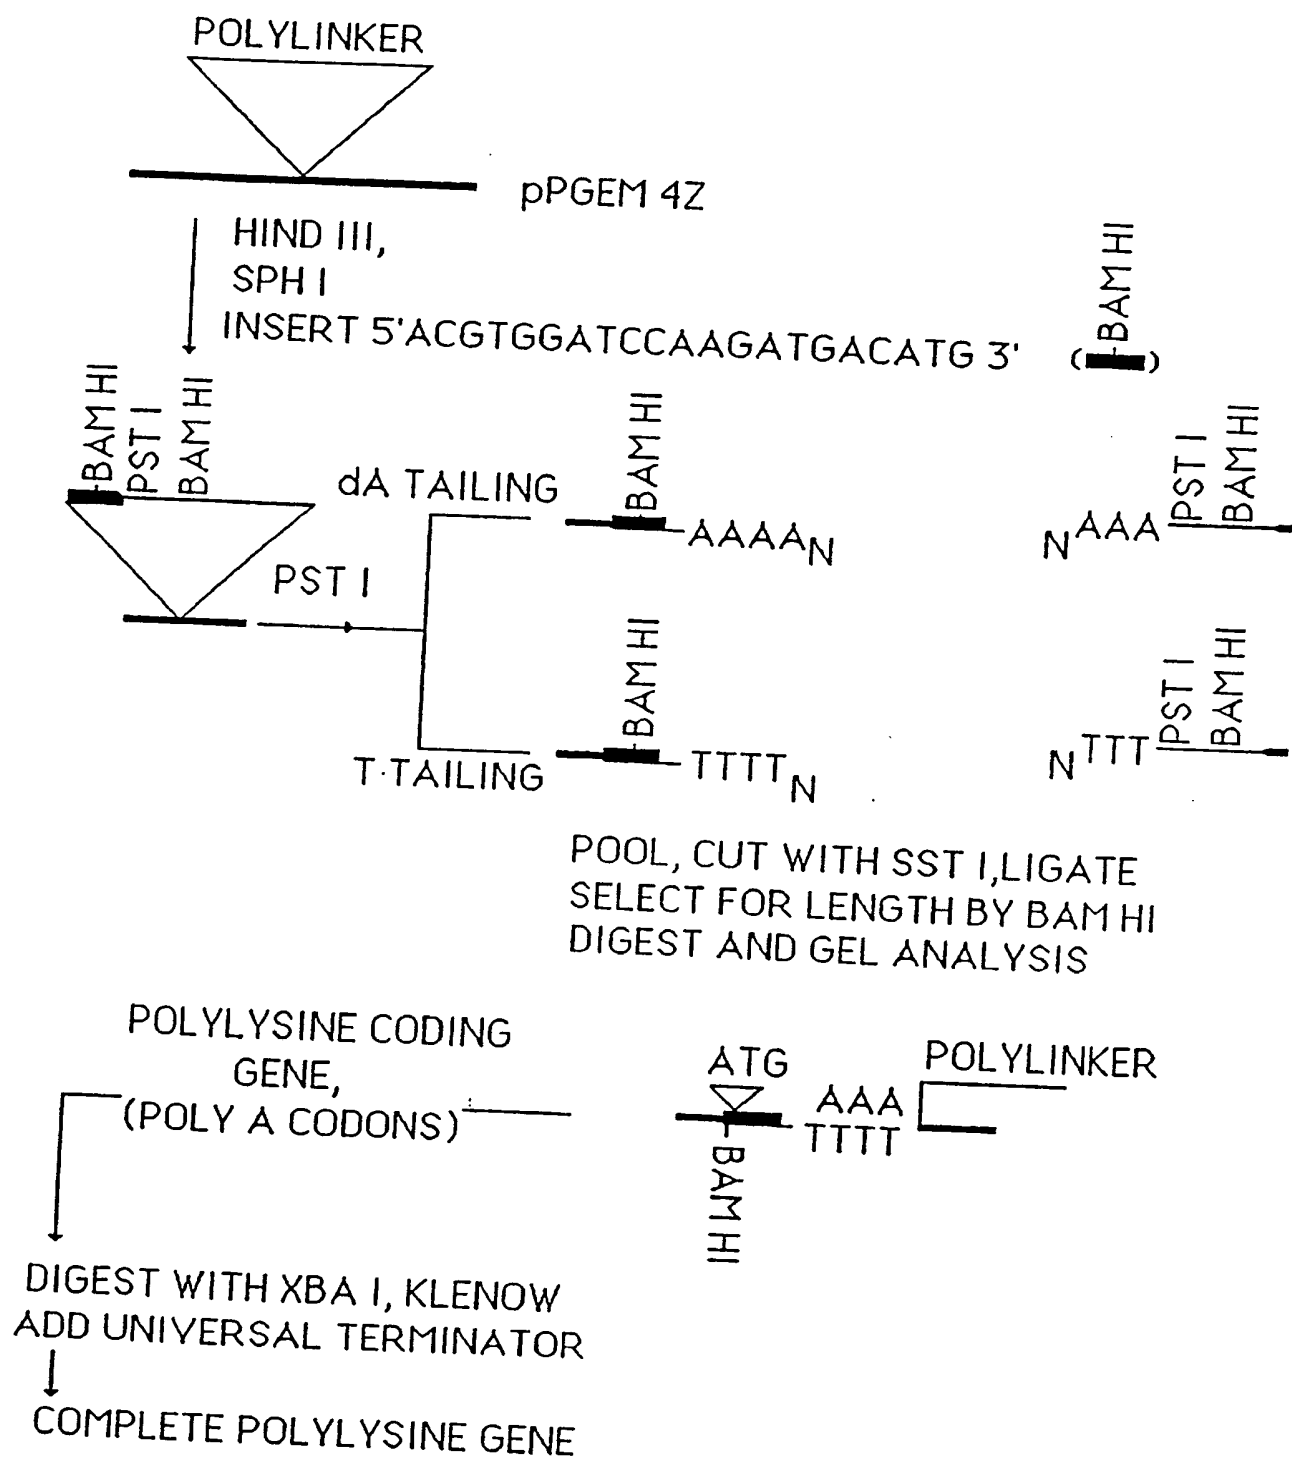 POLYLINKER
pPGEM 4Z
HIND III,
SPH I
INSERT 5'ACGTGGATCCAAGATGACATG 3'
(
BAM HI
)
BAM HI
PST I
BAM HI
dA TAILING
BAM HI
AAAAN
NAAA
PST I
BAM HI
PST I
T·TAILING
BAM HI
TTTTN
NTTT
PST I
BAM HI
POOL, CUT WITH SST I,LIGATE
SELECT FOR LENGTH BY BAM HI
DIGEST AND GEL ANALYSIS
POLYLYSINE CODING
GENE,
(POLY A CODONS)
ATG
BAM HI
AAA
TTTT
POLYLINKER
DIGEST WITH XBA I, KLENOW
ADD UNIVERSAL TERMINATOR
COMPLETE POLYLYSINE GENE